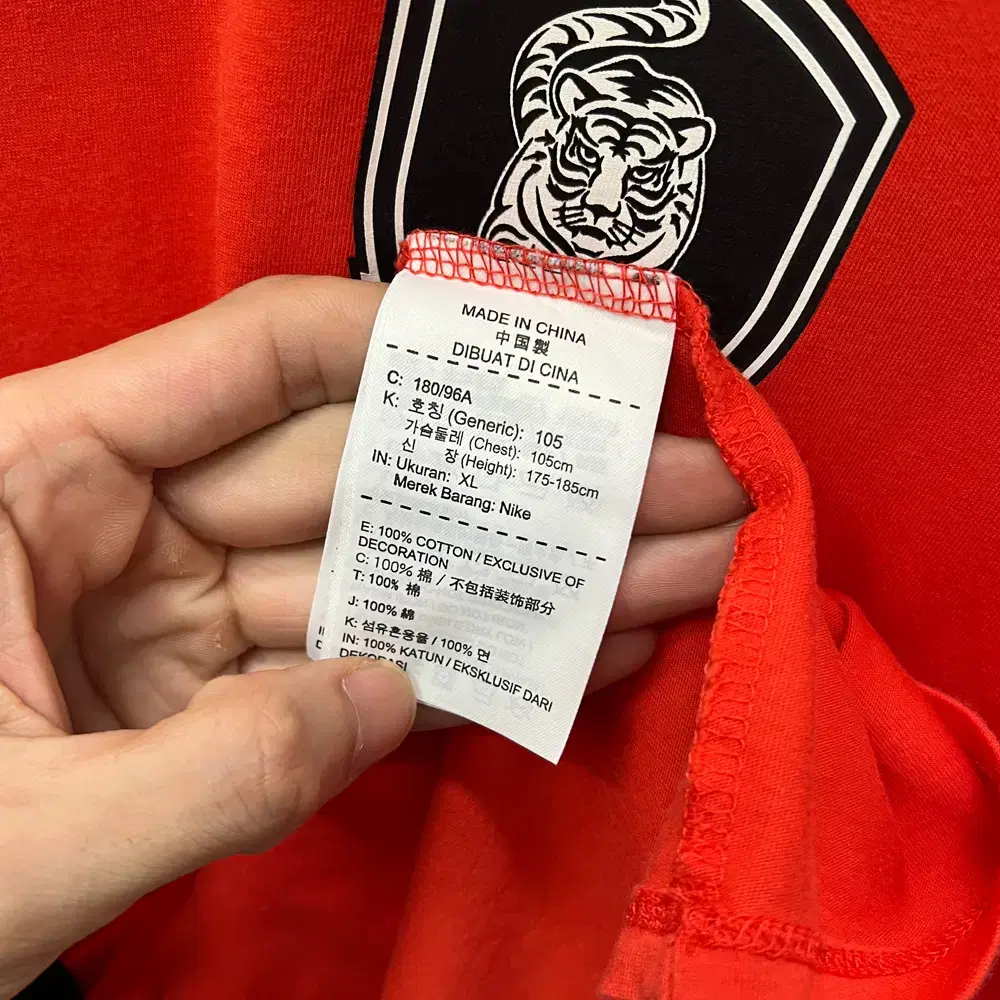 MADE IN CHINA
中国製
DIBUAT DI CINA
C: 180/96A
K: 호칭 (Generic): 105
가슴둘레 (Chest): 105cm
신 장 (Height): 175-185cm
IN: Ukuran: XL
Merek Barang: Nike
E: 100% COTTON / EXCLUSIVE OF
DECORATION
C: 100% 棉 / 不包括装饰部分
T: 100% 棉
J: 100% 綿
K: 섬유혼용율 / 100% 면
IN: 100% KATUN / EKSKLUSIF DARI
DEKORASI